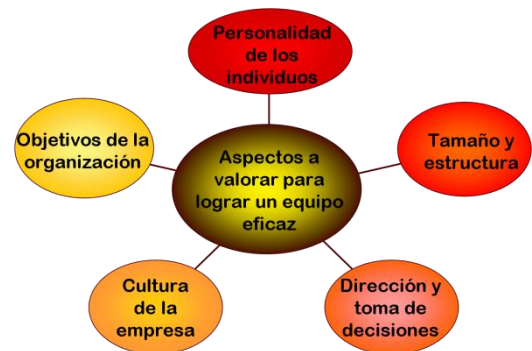 Personalidad
de los
individuos
Objetivos de la
organización
Tamaño y
estructura
Aspectos a
valorar para
lograr un equipo
eficaz
Cultura
de la
empresa
Dirección y
toma de
decisiones